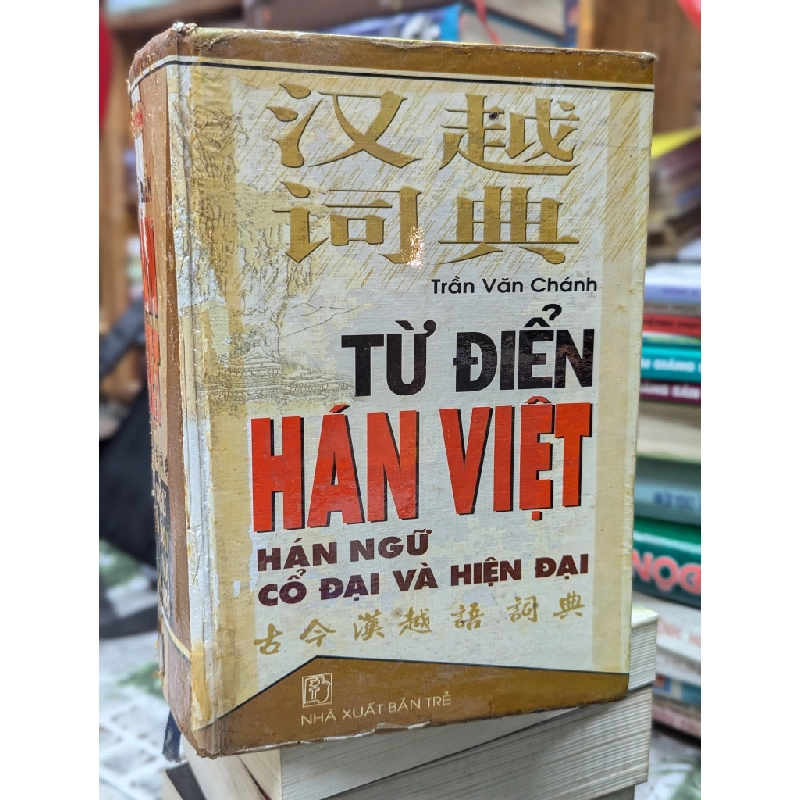 汉越
词典
Trần Văn Chánh
TỪ ĐIỂN
HÁN VIỆT
HÁN NGỮ
CỔ ĐẠI VÀ HIỆN ĐẠI
古今漢越語詞典
NHÀ XUẤT BẢN TRẺ